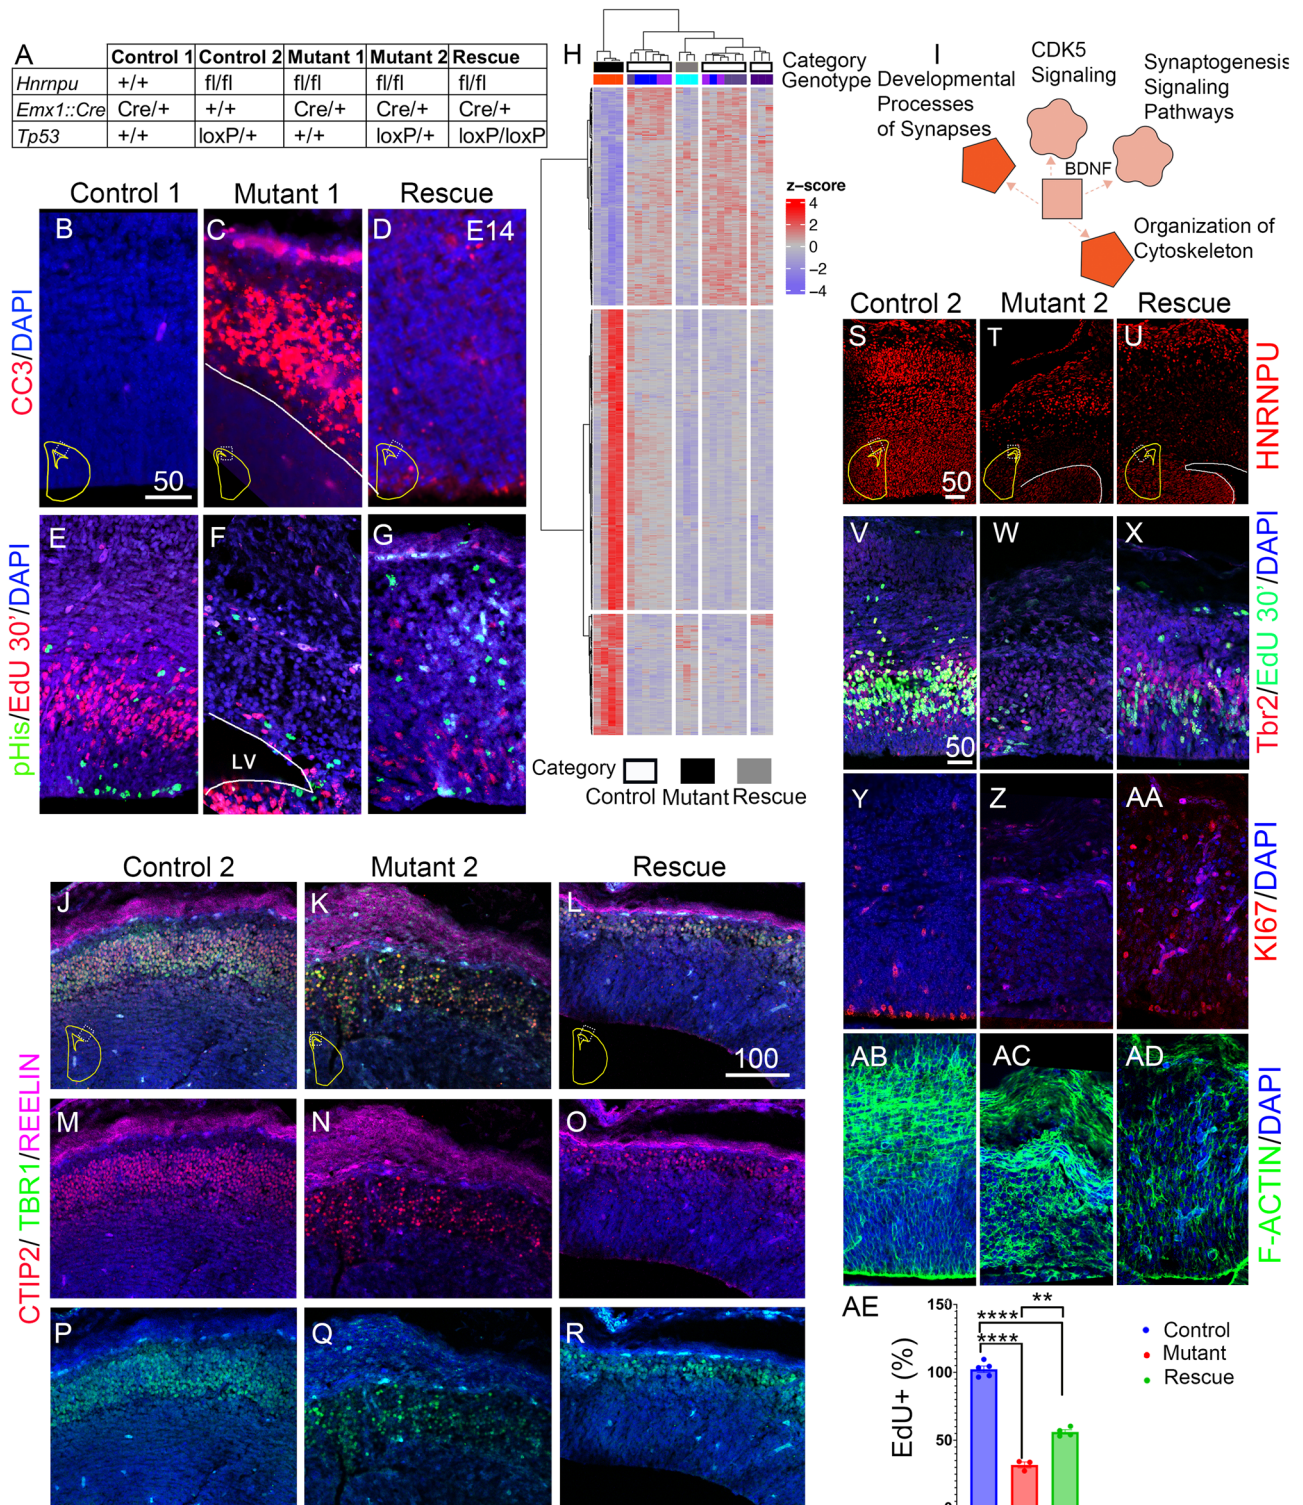 A
Control 1 Control 2 Mutant 1 Mutant 2 Rescue
Hnrnpu +/+ fl/fl fl/fl fl/fl fl/fl
Emx1::Cre Cre/+ +/+ Cre/+ Cre/+ Cre/+
Tp53 +/+ loxP/+ +/+ loxP/+ loxP/loxP
Control 1 Mutant 1 Rescue
CC3/DAPI
B C D E14
50
pHis/EdU 30'/DAPI
E F G
LV
H
Category
Genotype
z-score
4
2
0
−2
−4
Category
Control Mutant Rescue
I
Developmental
Processes
of Synapses
CDK5
Signaling
Synaptogenesis
Signaling
Pathways
BDNF
Organization of
Cytoskeleton
Control 2 Mutant 2 Rescue
CTIP2/ TBR1/REELIN
J K L
100
M N O
P Q R
Control 2 Mutant 2 Rescue
S T U
50
HNRNPU
V W X
50
Tbr2/EdU 30'/DAPI
Y Z AA
KI67/DAPI
AB AC AD
F-ACTIN/DAPI
AE
EdU+ (%)
150
100
50
**
****
****
Control
Mutant
Rescue